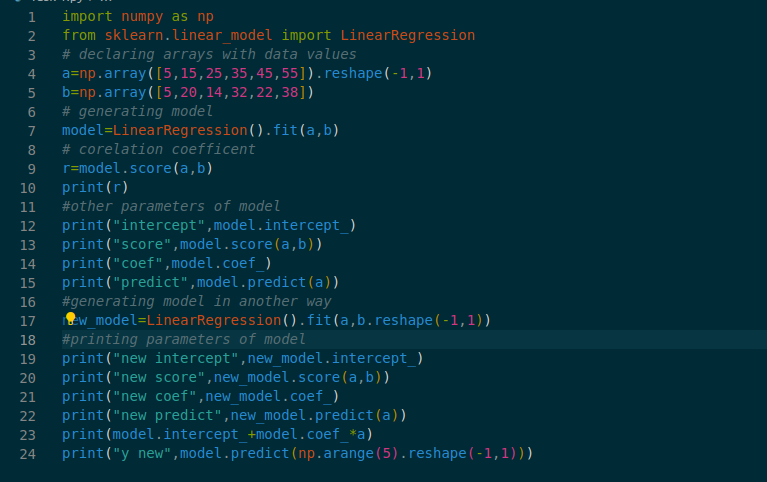 1 import numpy as np
2 from sklearn.linear_model import LinearRegression
3 # declaring arrays with data values
4 a=np.array([5,15,25,35,45,55]).reshape(-1,1)
5 b=np.array([5,20,14,32,22,38])
6 # generating model
7 model=LinearRegression().fit(a,b)
8 # corelation coefficent
9 r=model.score(a,b)
10 print(r)
11 #other parameters of model
12 print("intercept",model.intercept_)
13 print("score",model.score(a,b))
14 print("coef",model.coef_)
15 print("predict",model.predict(a))
16 #generating model in another way
17 new_model=LinearRegression().fit(a,b.reshape(-1,1))
18 #printing parameters of model
19 print("new intercept",new_model.intercept_)
20 print("new score",new_model.score(a,b))
21 print("new coef",new_model.coef_)
22 print("new predict",new_model.predict(a))
23 print(model.intercept_+model.coef_*a)
24 print("y new",model.predict(np.arange(5).reshape(-1,1)))